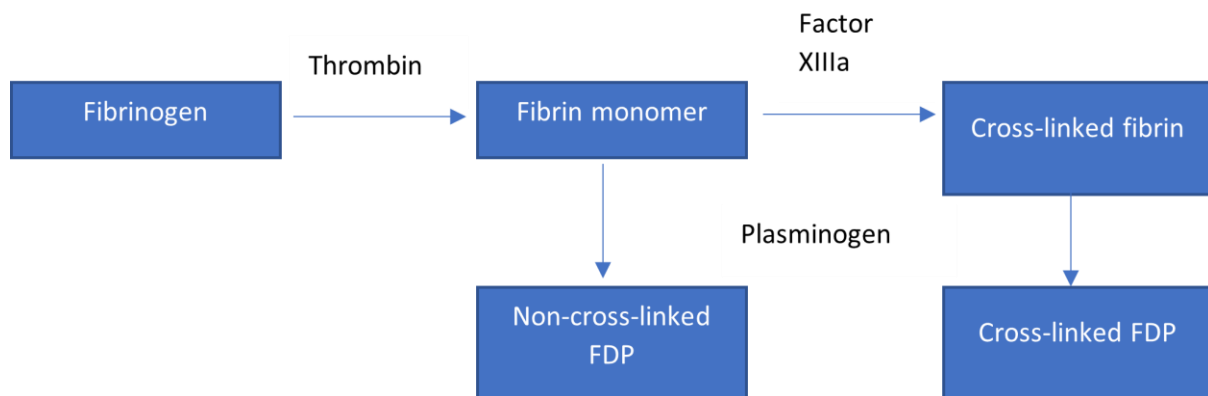 Factor
XIIIa
Thrombin
Fibrinogen
Fibrin monomer
Cross-linked fibrin
Plasminogen
Non-cross-linked
FDP
Cross-linked FDP